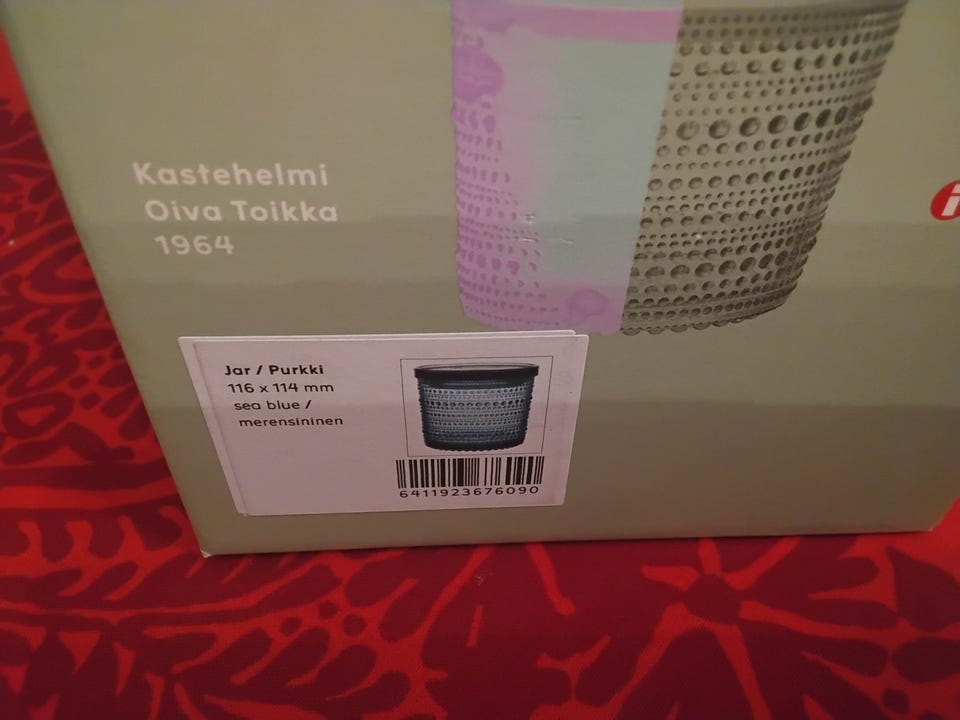 Kastehelmi
Oiva Toikka
1964
i
Jar / Purkki
116 x 114 mm
sea blue /
merensininen
6411923676090